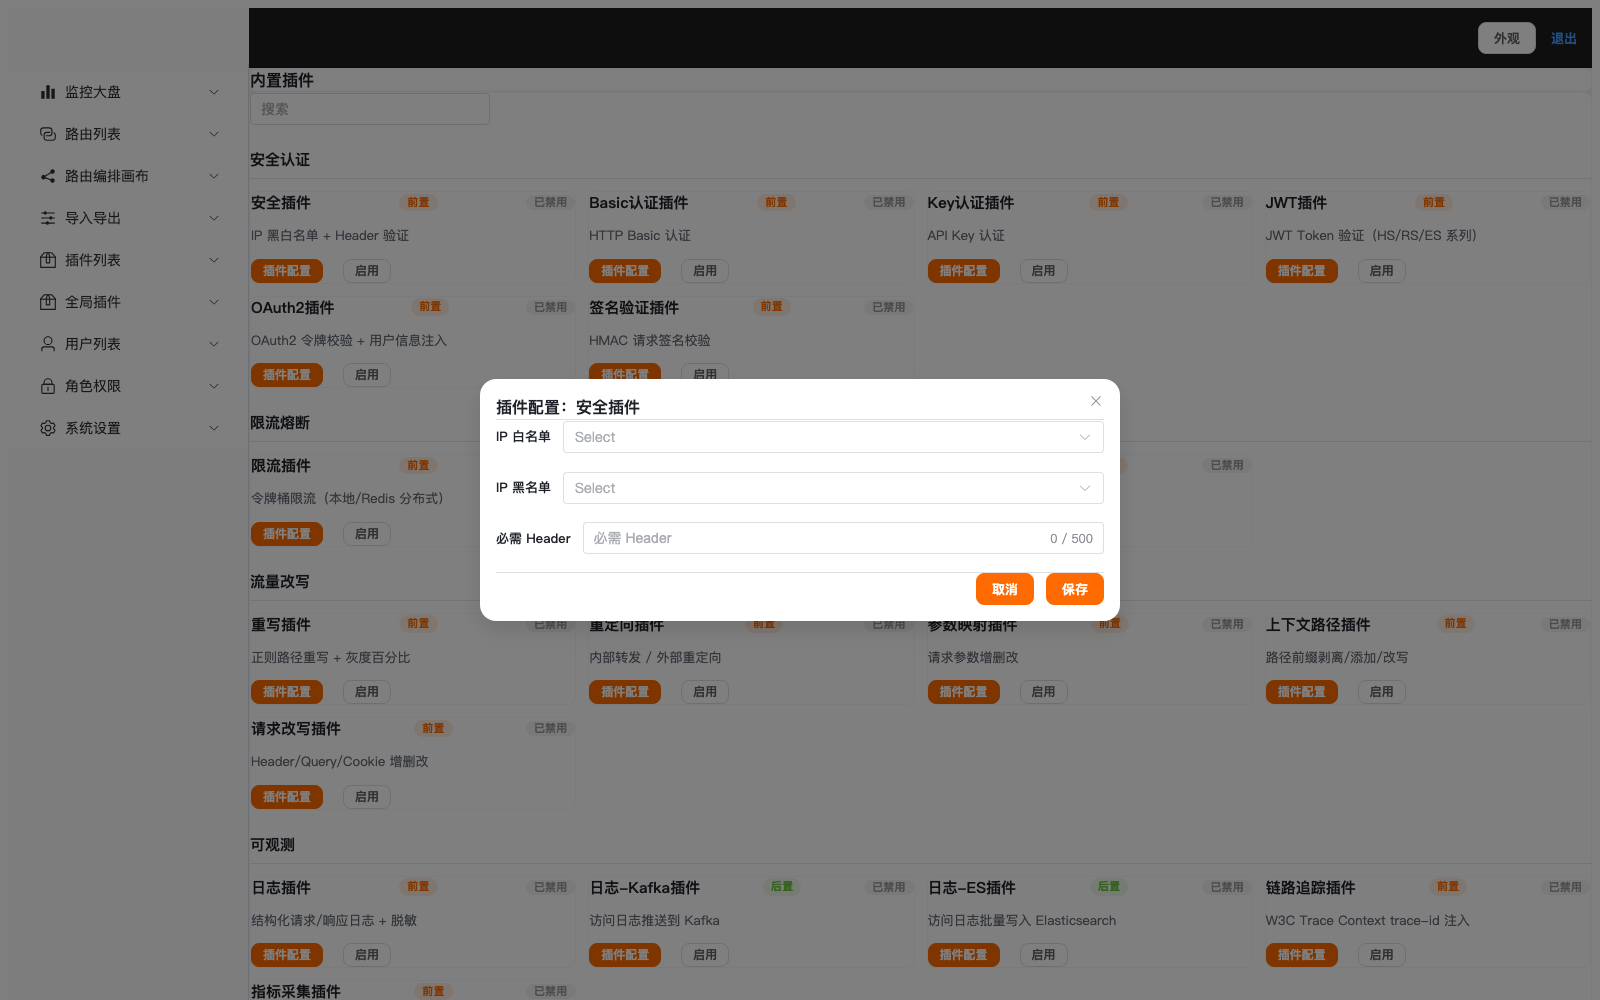 外观
退出
监控大盘
路由列表
路由编排画布
导入导出
插件列表
全局插件
用户列表
角色权限
系统设置
内置插件
搜索
安全认证
安全插件 前置 已禁用
IP 黑白名单 + Header 验证
插件配置 启用
Basic认证插件 前置 已禁用
HTTP Basic 认证
插件配置 启用
Key认证插件 前置 已禁用
API Key 认证
插件配置 启用
JWT插件 前置 已禁用
JWT Token 验证（HS/RS/ES 系列）
插件配置 启用
OAuth2插件 前置 已禁用
OAuth2 令牌校验 + 用户信息注入
插件配置 启用
签名验证插件 前置 已禁用
HMAC 请求签名校验
插件配置 启用
插件配置：安全插件
IP 白名单 Select
IP 黑名单 Select
必需 Header 必需 Header 0 / 500
取消 保存
限流熔断
限流插件 前置
令牌桶限流（本地/Redis 分布式）
插件配置 启用
已禁用
流量改写
重写插件 前置 已禁用
正则路径重写 + 灰度百分比
插件配置 启用
重定向插件 前置 已禁用
内部转发 / 外部重定向
插件配置 启用
参数映射插件 前置 已禁用
请求参数增删改
插件配置 启用
上下文路径插件 前置 已禁用
路径前缀剥离/添加/改写
插件配置 启用
请求改写插件 前置 已禁用
Header/Query/Cookie 增删改
插件配置 启用
可观测
日志插件 前置 已禁用
结构化请求/响应日志 + 脱敏
插件配置 启用
日志-Kafka插件 后置 已禁用
访问日志推送到 Kafka
插件配置 启用
日志-ES插件 后置 已禁用
访问日志批量写入 Elasticsearch
插件配置 启用
链路追踪插件 前置 已禁用
W3C Trace Context trace-id 注入
插件配置 启用
指标采集插件 前置 已禁用